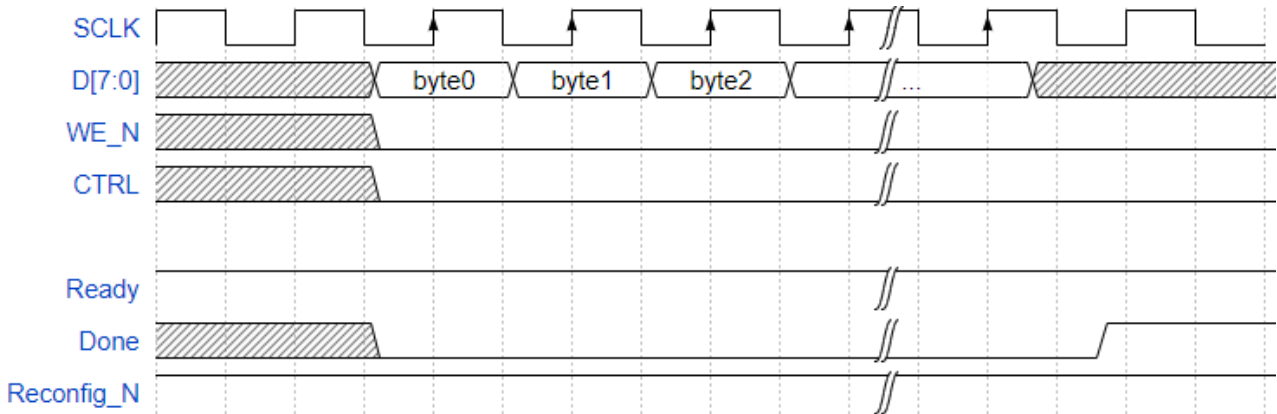 SCLK
D[7:0] byte0 byte1 byte2 ...
WE_N
CTRL
Ready
Done
Reconfig_N